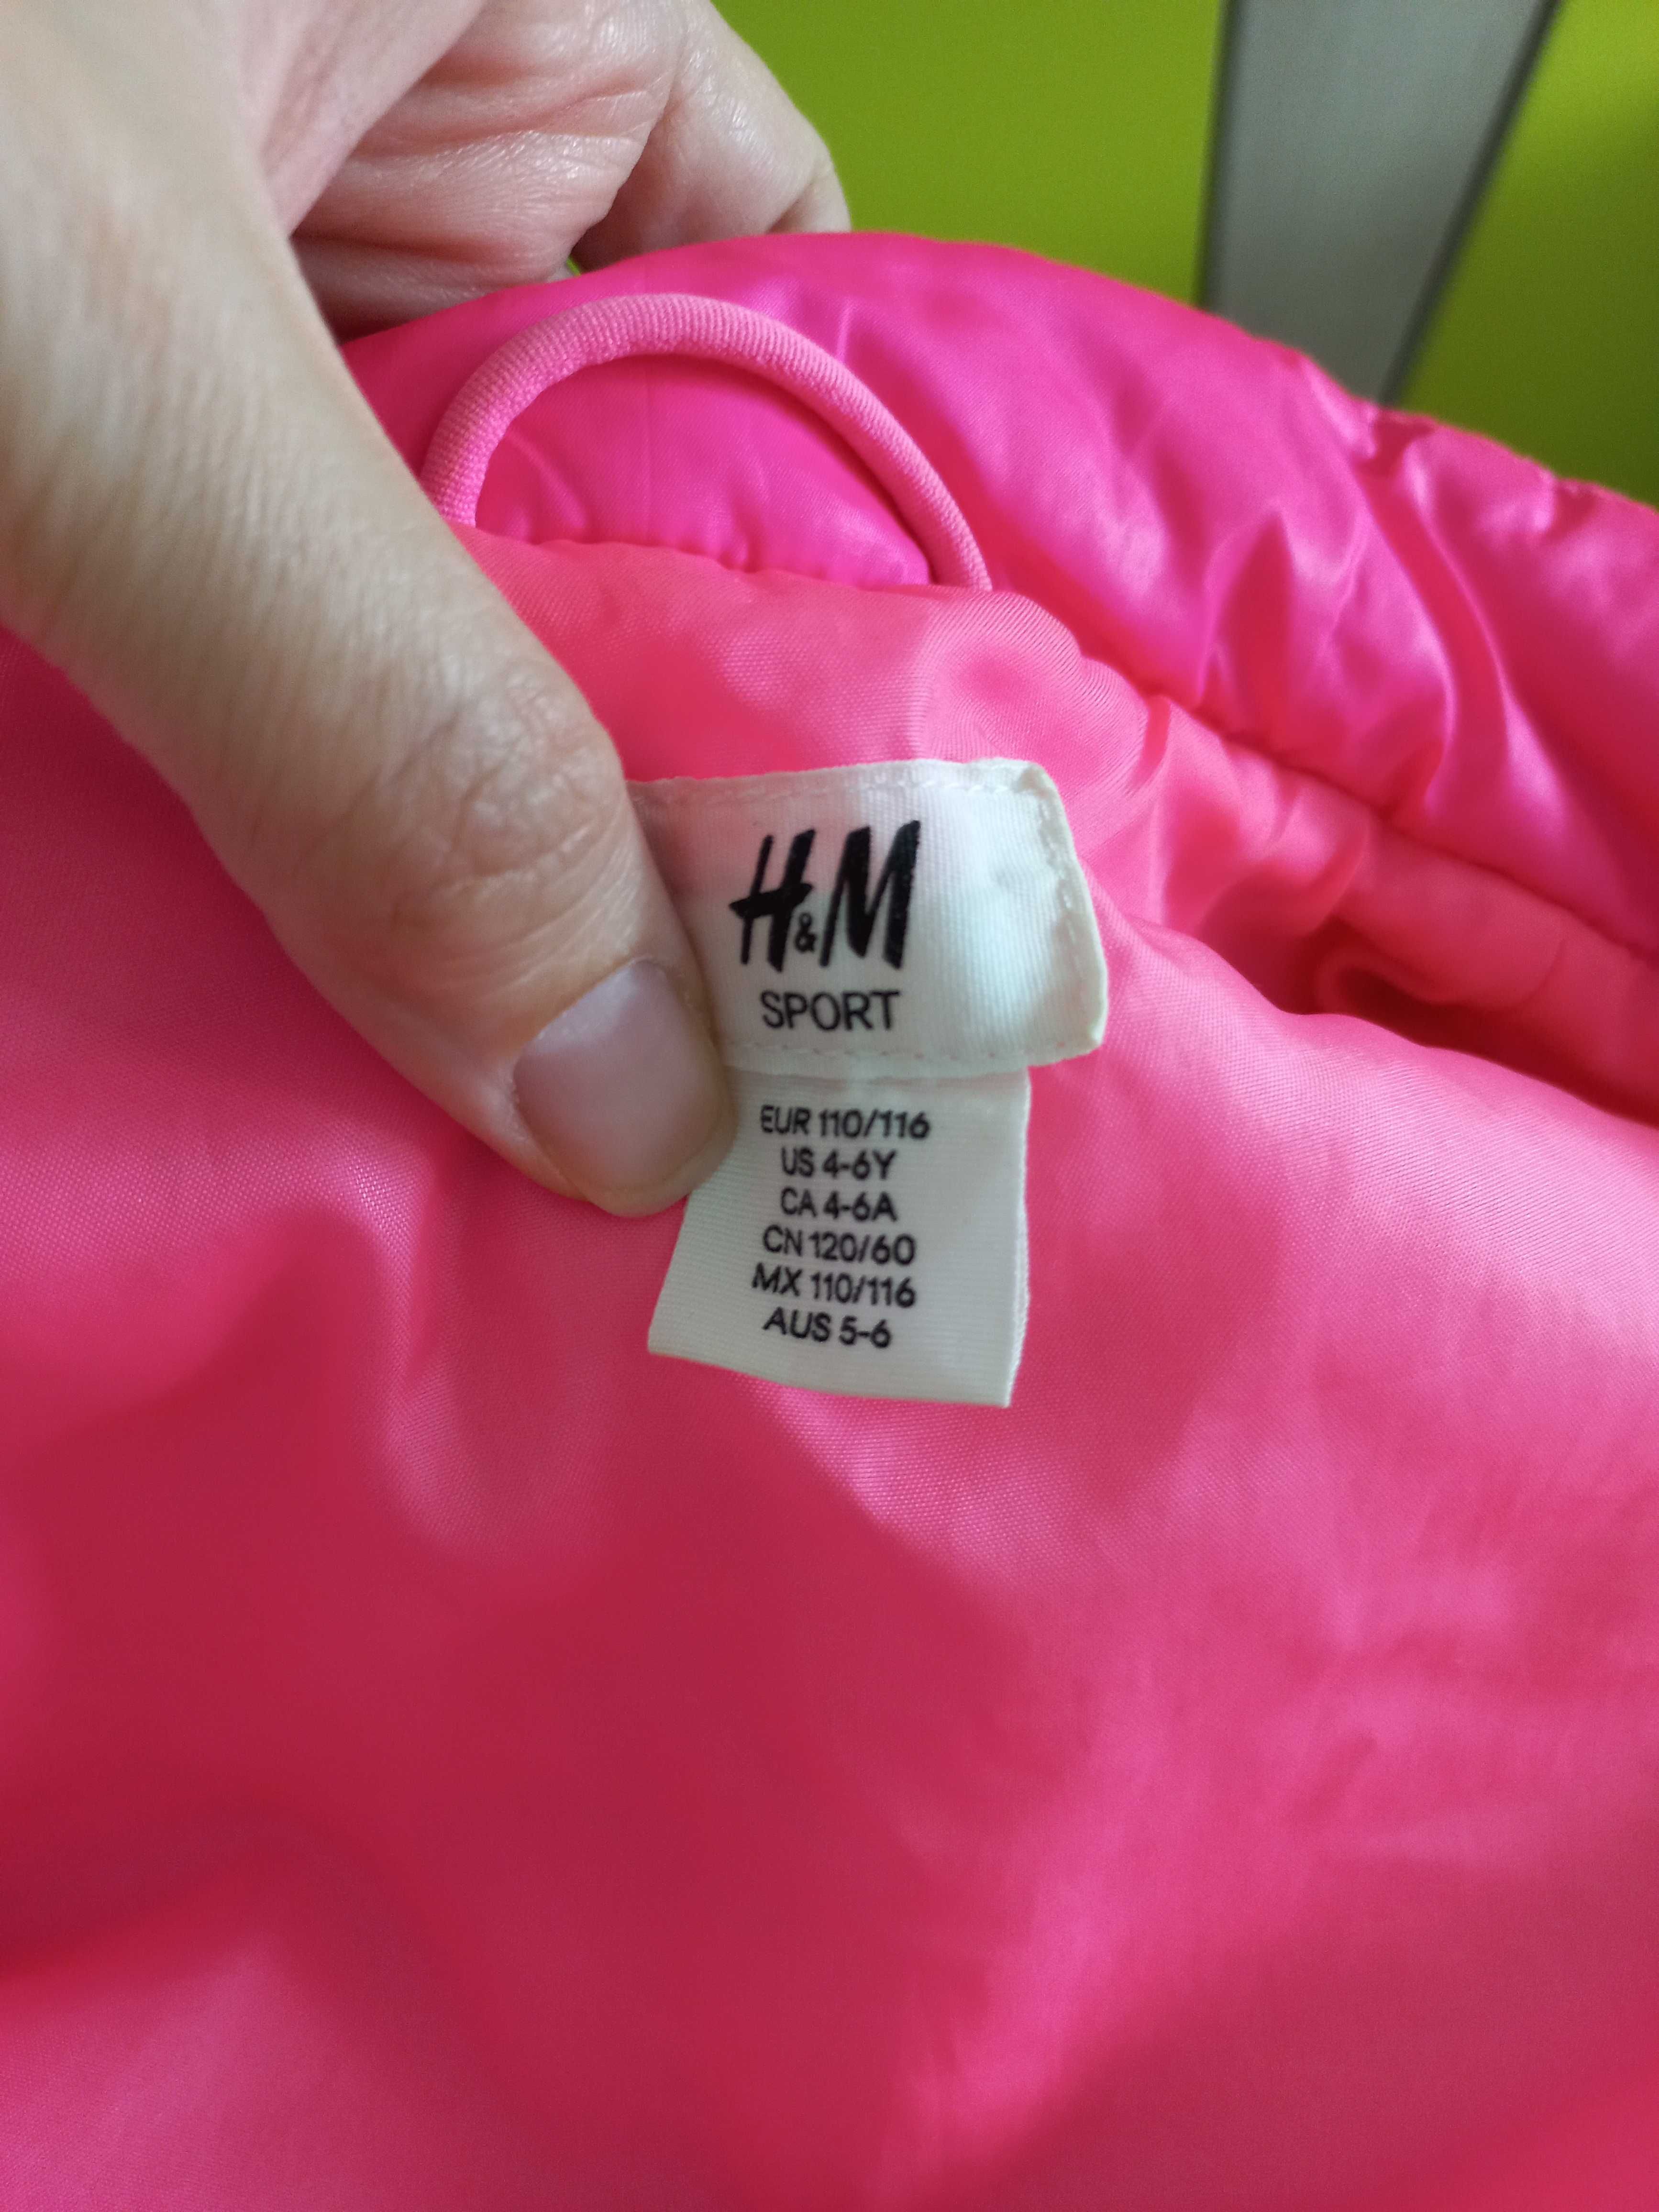 H&M
SPORT
EUR 110/116
US 4-6Y
CA 4-6A
CN 120/60
MX 110/116
AUS 5-6